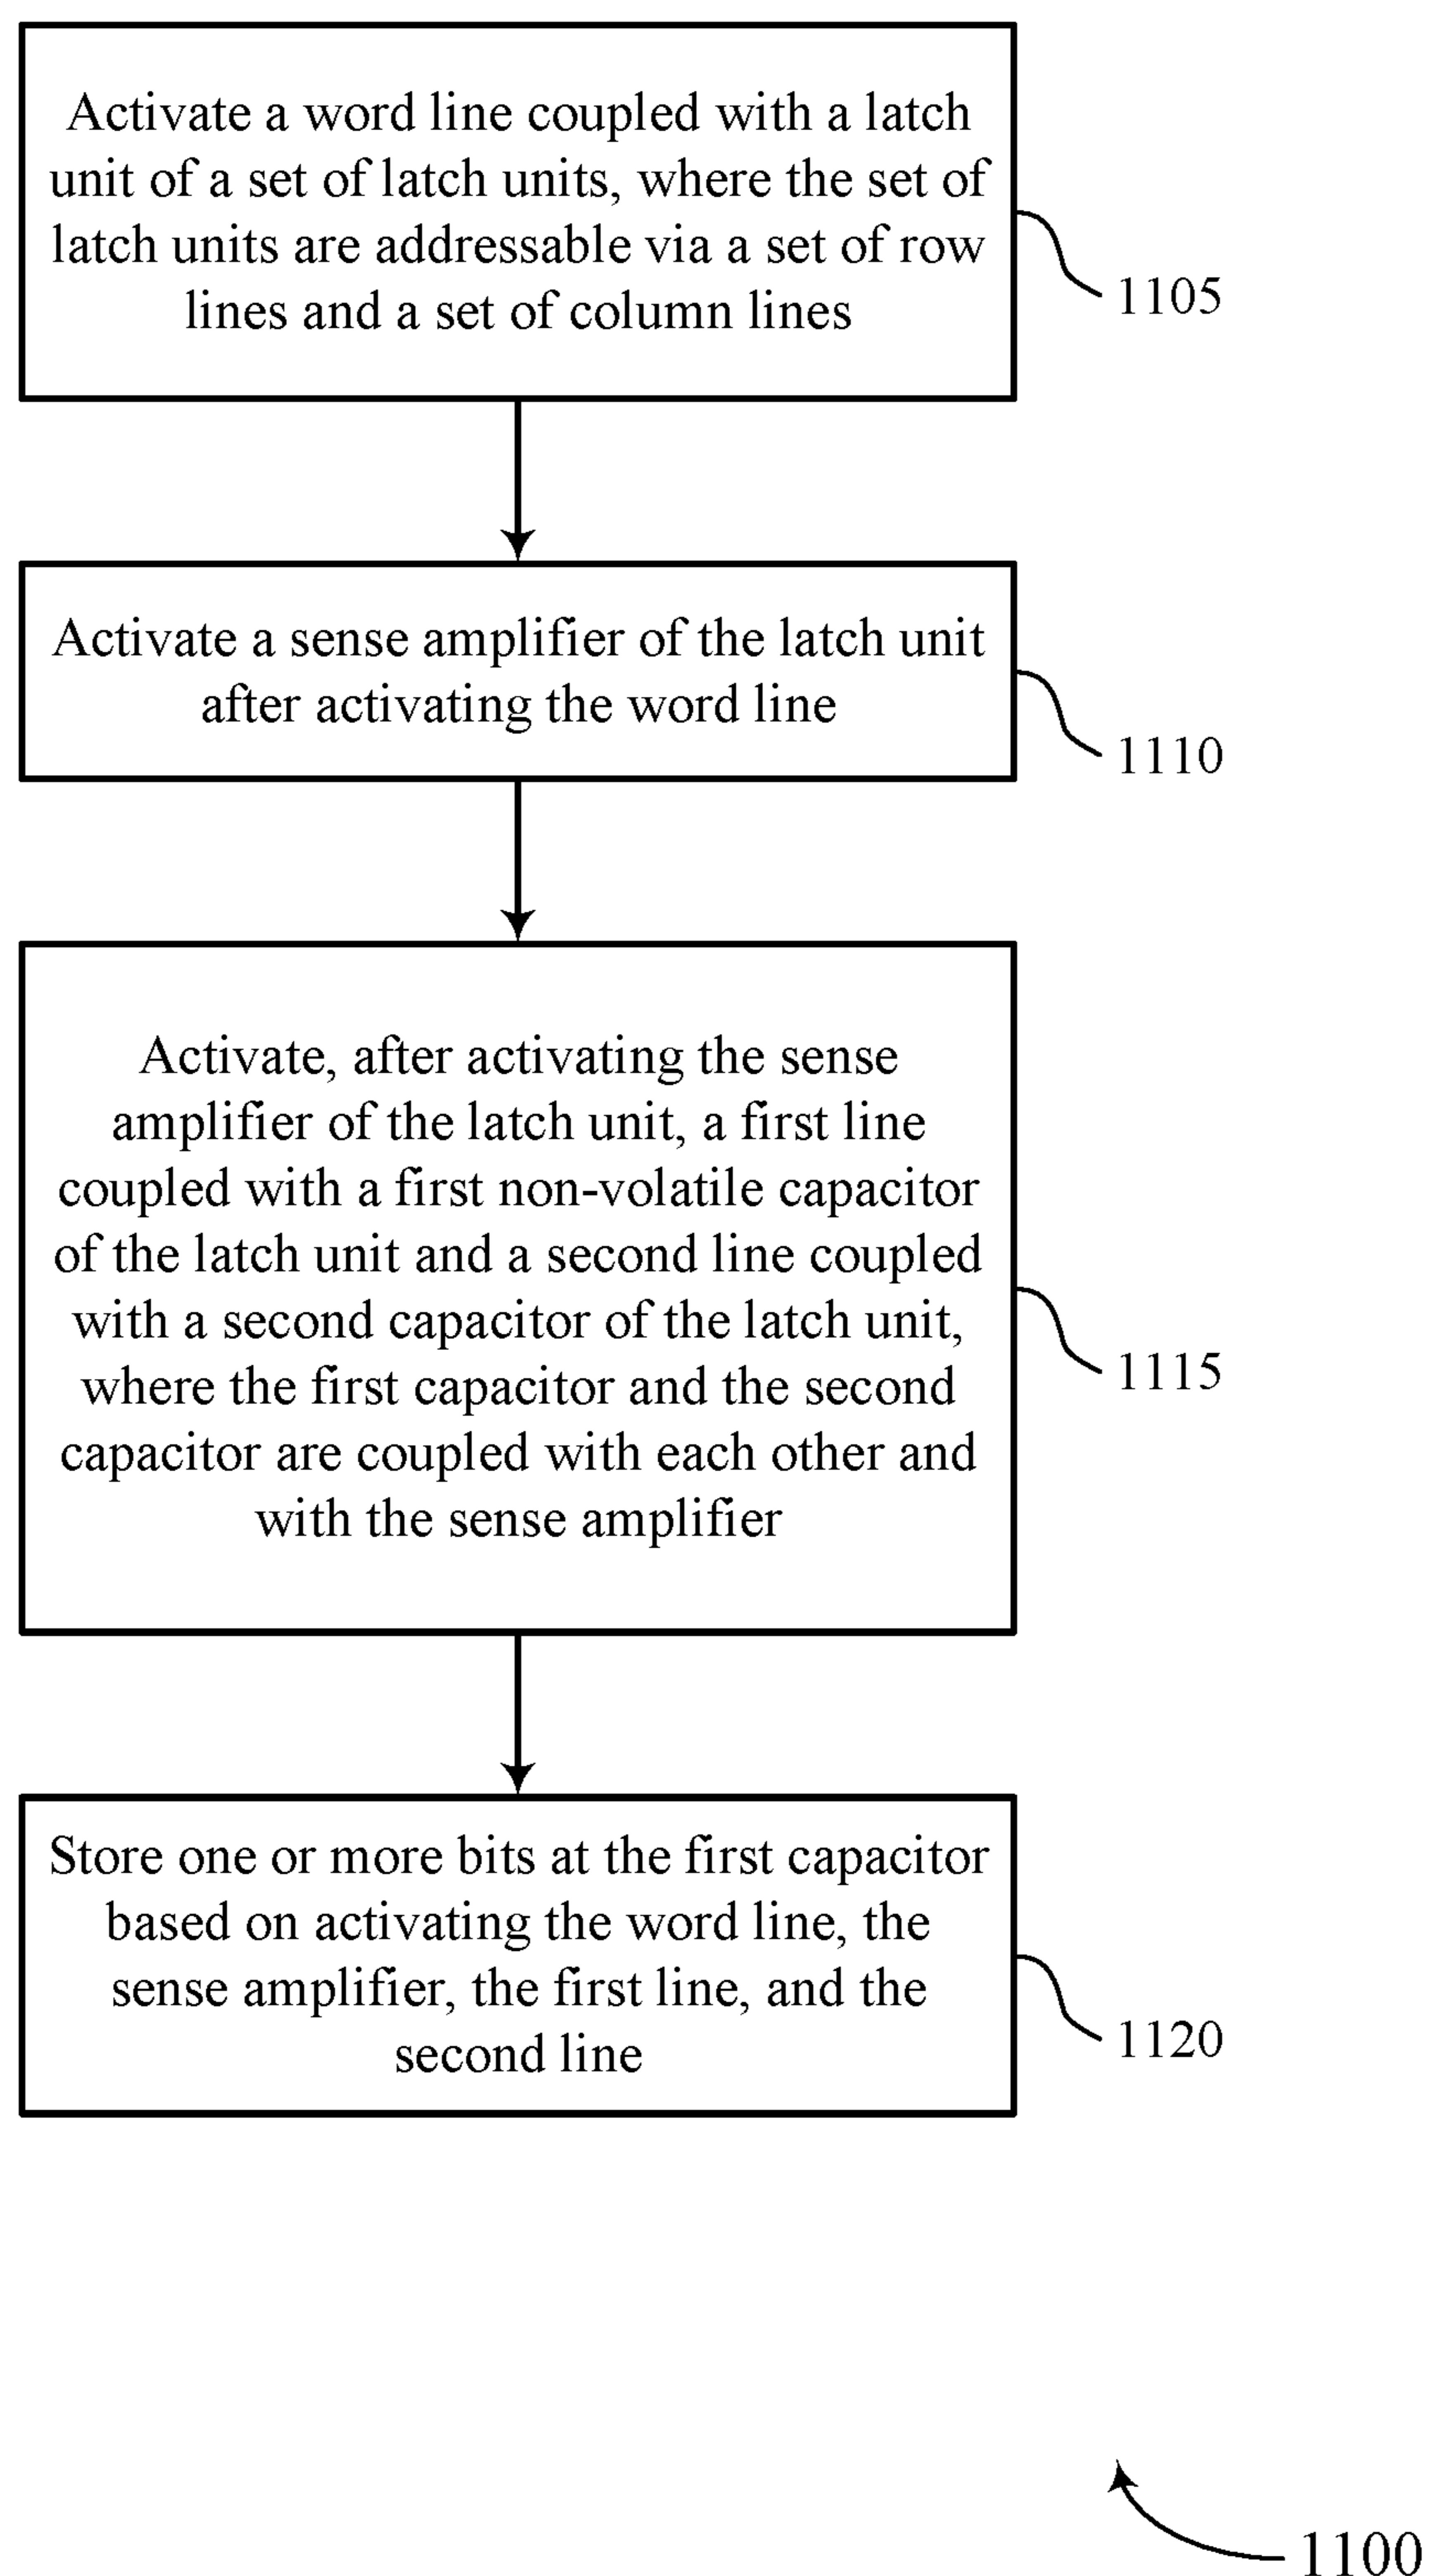 Activate a word line coupled with a latch
unit of a set of latch units, where the set of
latch units are addressable via a set of row
lines and a set of column lines
1105
Activate a sense amplifier of the latch unit
after activating the word line
1110
Activate, after activating the sense
amplifier of the latch unit, a first line
coupled with a first non-volatile capacitor
of the latch unit and a second line coupled
with a second capacitor of the latch unit,
where the first capacitor and the second
capacitor are coupled with each other and
with the sense amplifier
1115
Store one or more bits at the first capacitor
based on activating the word line, the
sense amplifier, the first line, and the
second line
1120
1100